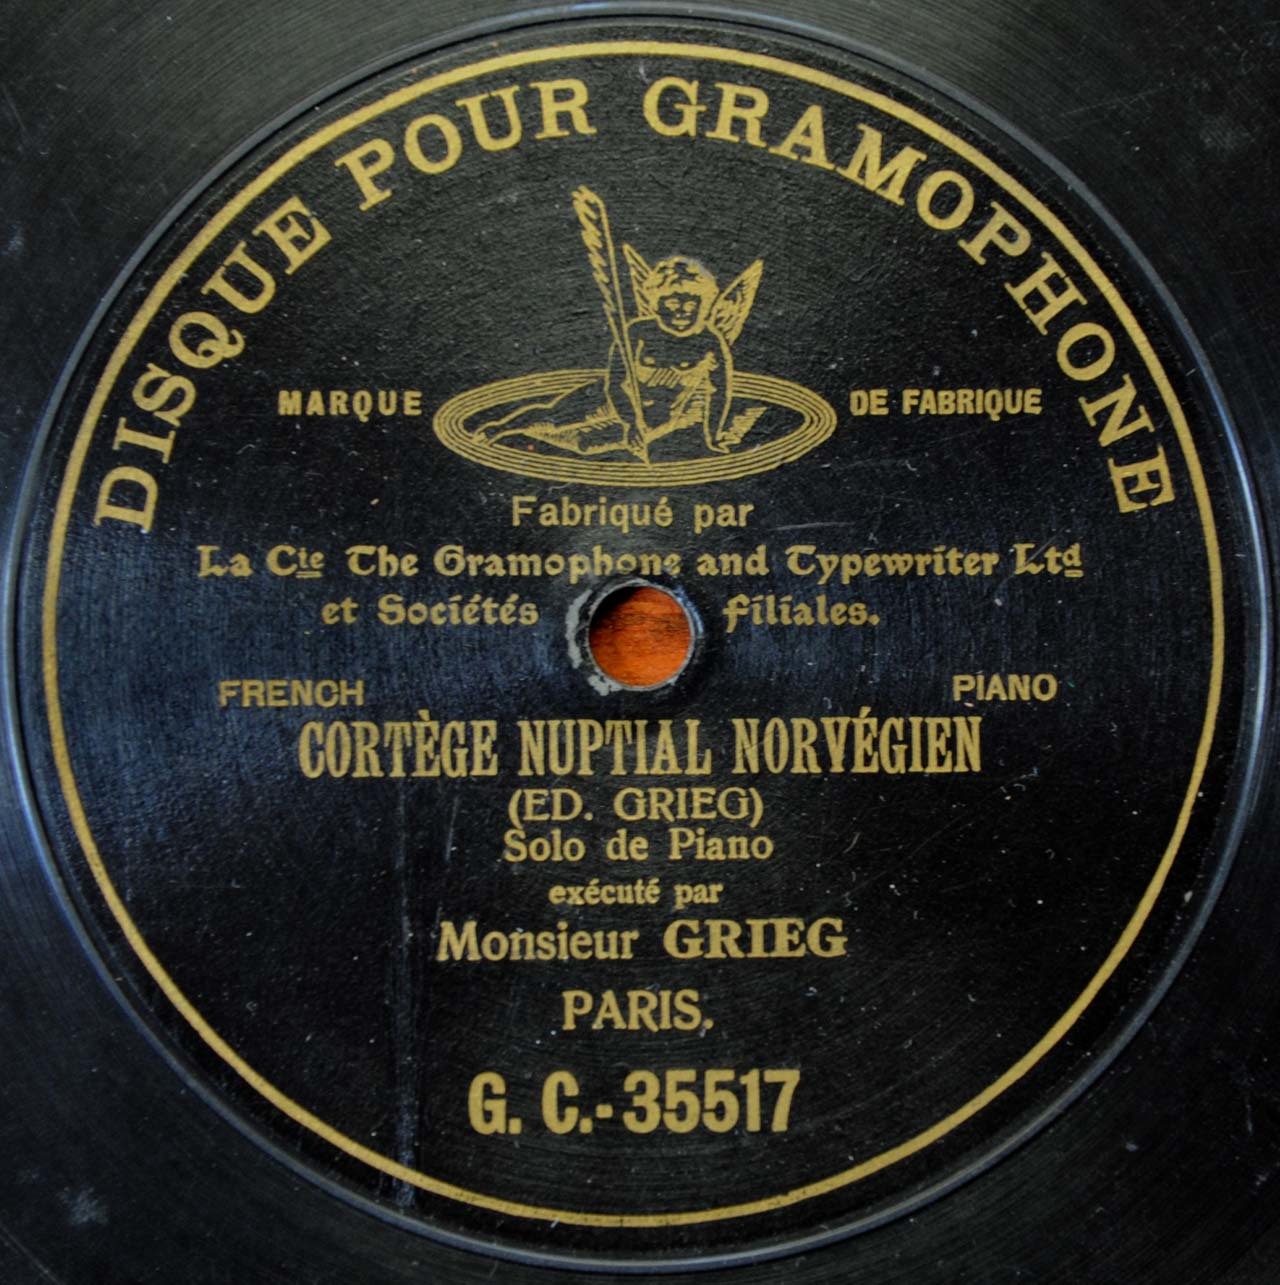 DISQUE POUR GRAMOPHONE
MARQUE DE FABRIQUE
Fabriqué par
La Cie The Gramophone and Typewriter Ltd
et Sociétés filiales.
FRENCH PIANO
CORTÈGE NUPTIAL NORVÉGIEN
(ED. GRIEG)
Solo de Piano
exécuté par
Monsieur GRIEG
PARIS.
G. C.-35517